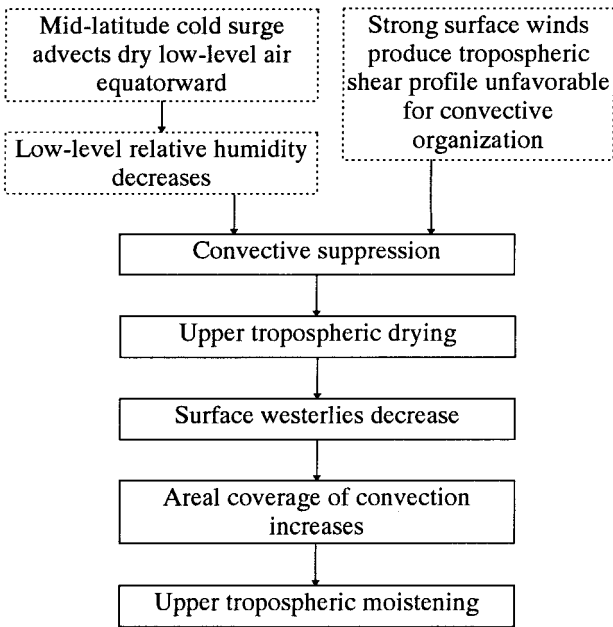 Mid-latitude cold surge
advects dry low-level air
equatorward
Strong surface winds
produce tropospheric
shear profile unfavorable
for convective
organization
Low-level relative humidity
decreases
Convective suppression
Upper tropospheric drying
Surface westerlies decrease
Areal coverage of convection
increases
Upper tropospheric moistening